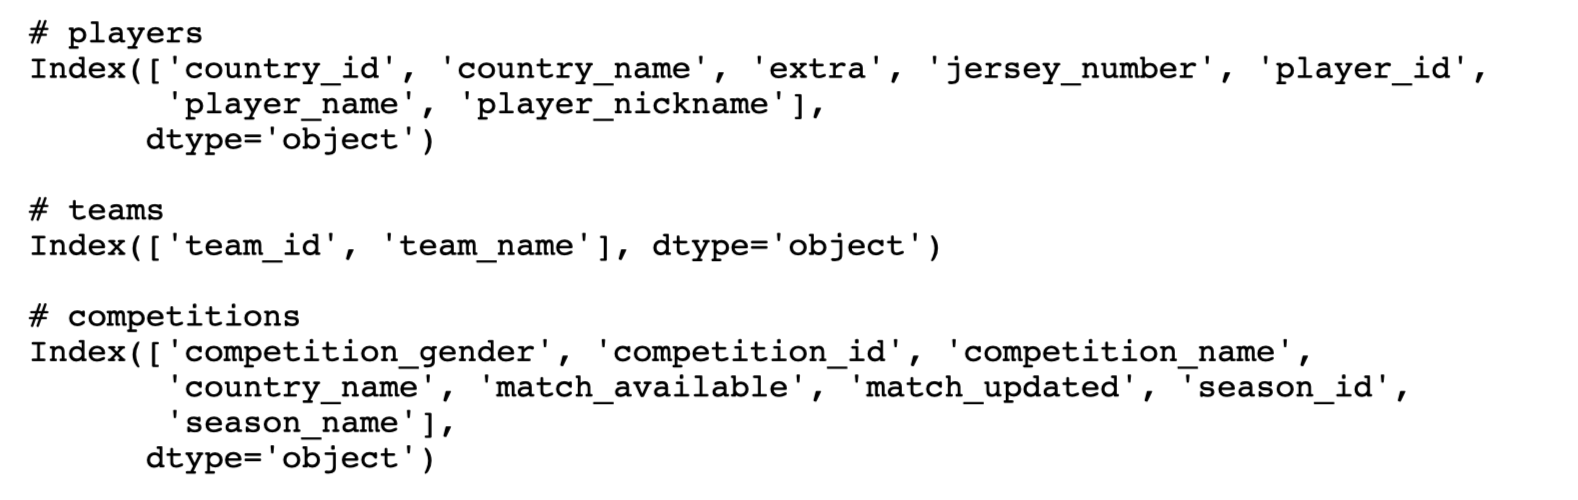 # players
Index(['country_id', 'country_name', 'extra', 'jersey_number', 'player_id',
       'player_name', 'player_nickname'],
      dtype='object')

# teams
Index(['team_id', 'team_name'], dtype='object')

# competitions
Index(['competition_gender', 'competition_id', 'competition_name',
       'country_name', 'match_available', 'match_updated', 'season_id',
       'season_name'],
      dtype='object')